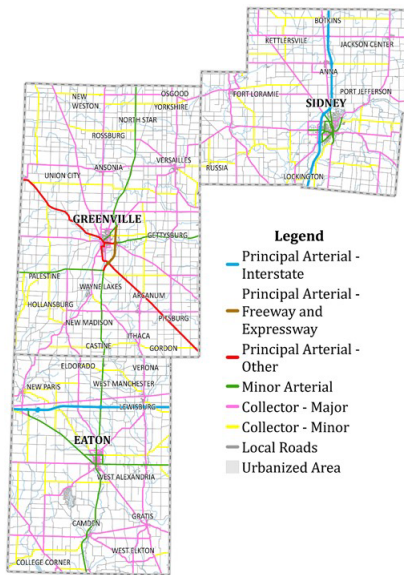 BOTKINS
KETTLERSVILLE
JACKSON CENTER
ANNA
FORT LORAMIE
PORT JEFFERSON
SIDNEY
RUSSIA
LOCKINGTON
NEW
WESTON
OSGOOD
YORKSHIRE
NORTH STAR
ROSSBURG
ANSONIA
VERSAILLES
UNION CITY
GREENVILLE
GETTYSBURG
PALESTINE
WAYNE LAKES
HOLLANSBURG
ARCANUM
NEW MADISON
PITSBURG
ITHACA
CASTINE
GORDON
ELDORADO
VERONA
WEST MANCHESTER
NEW PARIS
LEWISBURG
EATON
WEST ALEXANDRIA
CAMDEN
GRATIS
WEST ELKTON
COLLEGE CORNER
Legend
Principal Arterial -
Interstate
Principal Arterial -
Freeway and
Expressway
Principal Arterial -
Other
Minor Arterial
Collector - Major
Collector - Minor
Local Roads
Urbanized Area